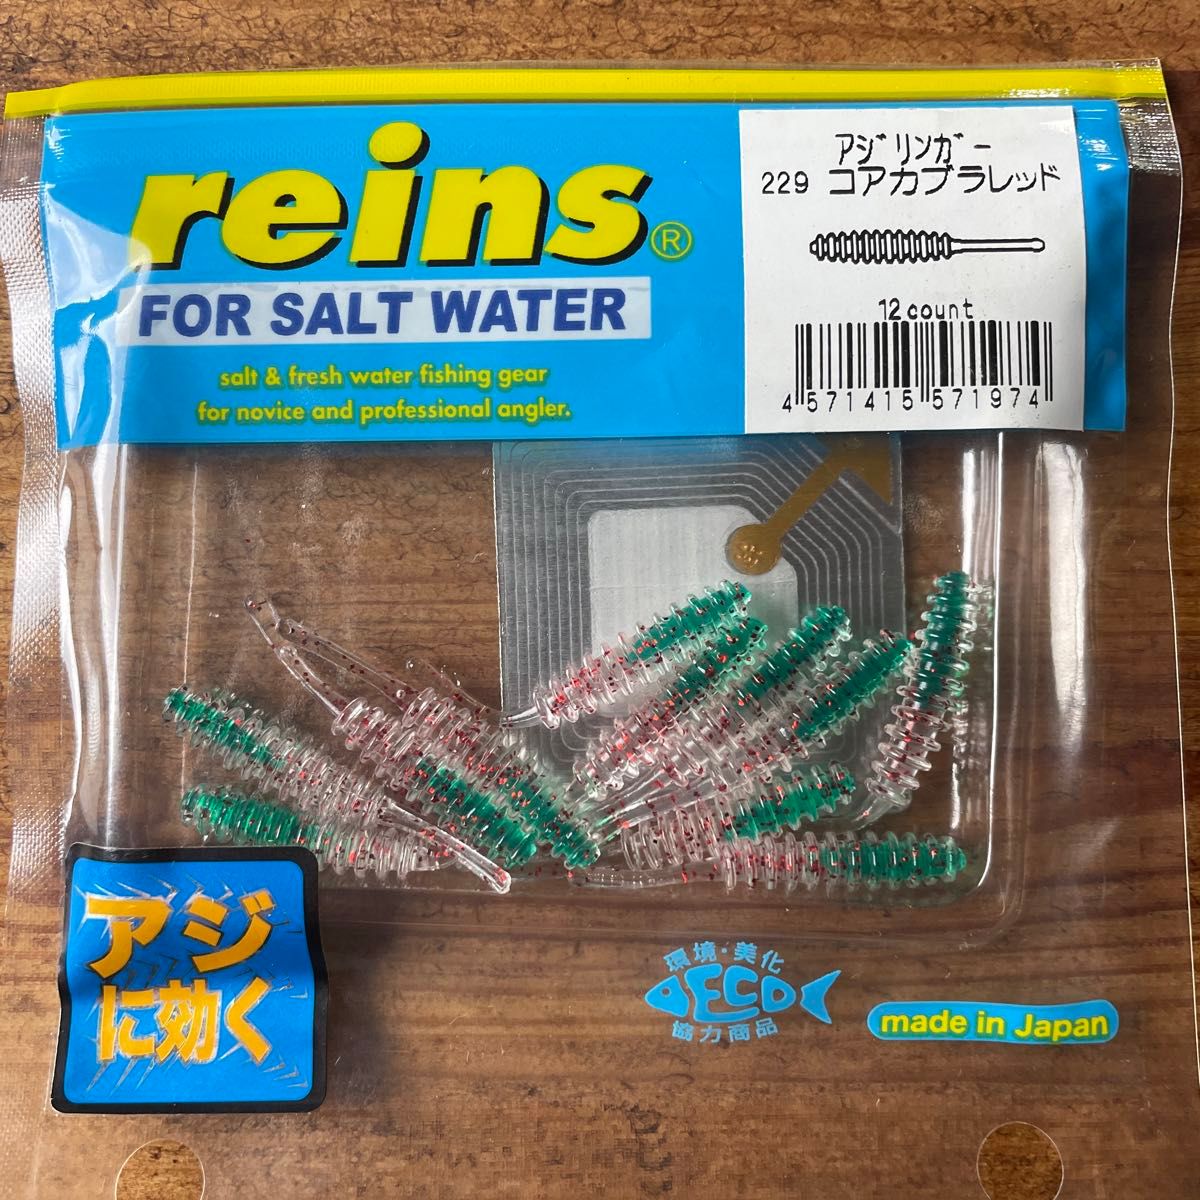 reins®
FOR SALT WATER
salt & fresh water fishing gear
for novice and professional angler.
アジリンガー
229 コアカブラレッド
12 count
4 571415 571974
アジ
に効く
環境・美化
ECO
協力商品
made in Japan